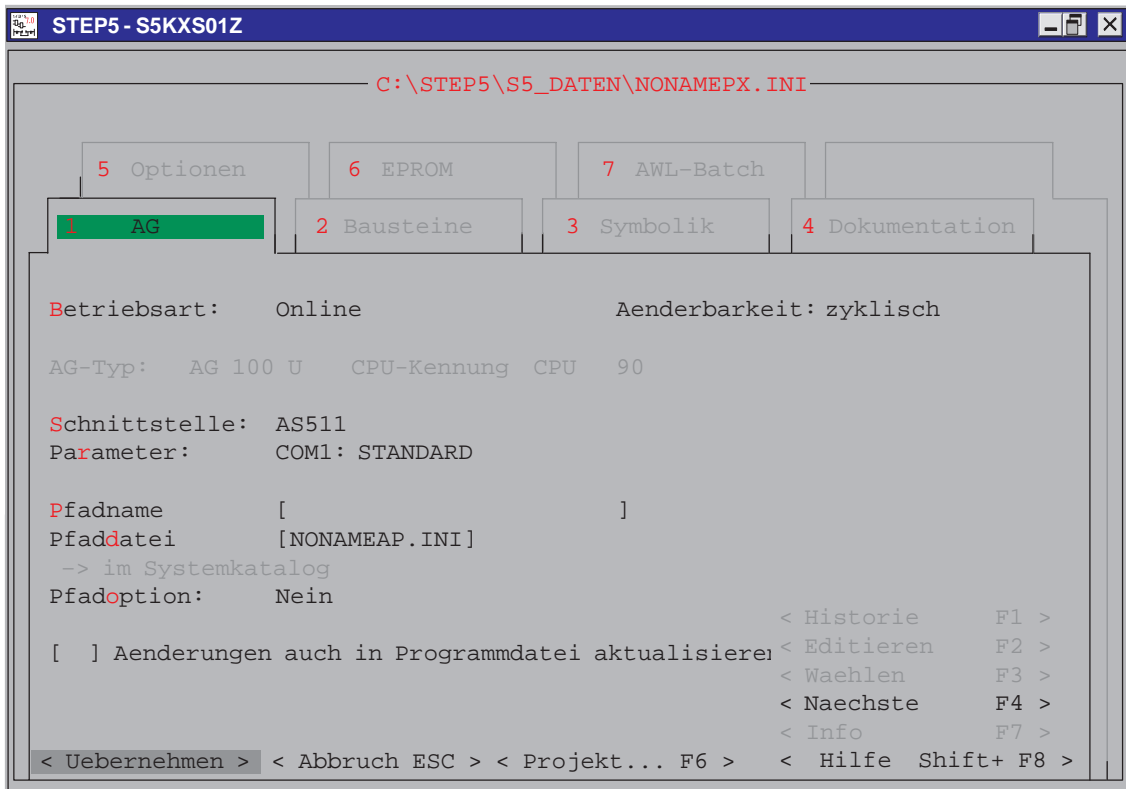 STEP5 - S5KXS01Z
C:\STEP5\S5_DATEN\NONAMEPX.INI
5 Optionen 6 EPROM 7 AWL-Batch
1 AG 2 Bausteine 3 Symbolik 4 Dokumentation
Betriebsart: Online Aenderbarkeit: zyklisch
AG-Typ: AG 100 U CPU-Kennung CPU 90
Schnittstelle: AS511
Parameter: COM1: STANDARD
Pfadname [ ]
Pfaddatei [NONAMEAP.INI]
-> im Systemkatalog
Pfadoption: Nein
< Historie F1 >
[ ] Aenderungen auch in Programmdatei aktualisieren < Editieren F2 >
< Waehlen F3 >
< Naechste F4 >
< Info F7 >
< Uebernehmen > < Abbruch ESC > < Projekt... F6 > < Hilfe Shift+ F8 >